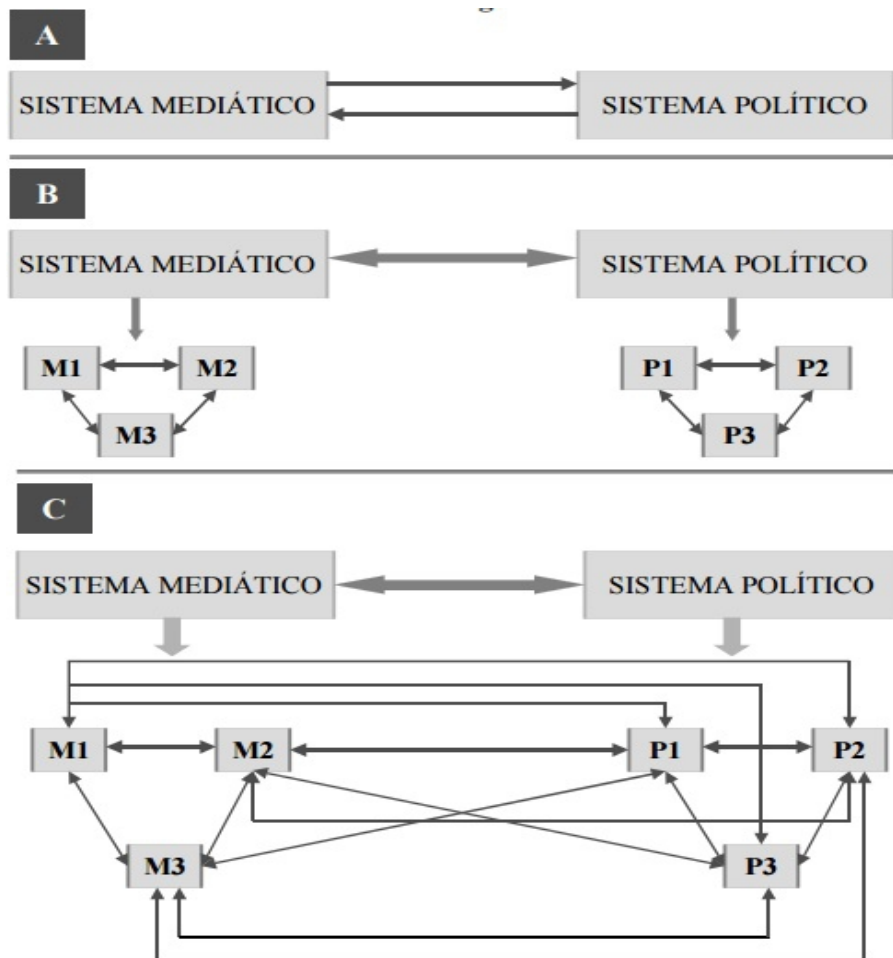 A
SISTEMA MEDIÁTICO SISTEMA POLÍTICO
B
SISTEMA MEDIÁTICO SISTEMA POLÍTICO
M1 M2 P1 P2
M3 P3
C
SISTEMA MEDIÁTICO SISTEMA POLÍTICO
M1 M2 P1 P2
M3 P3